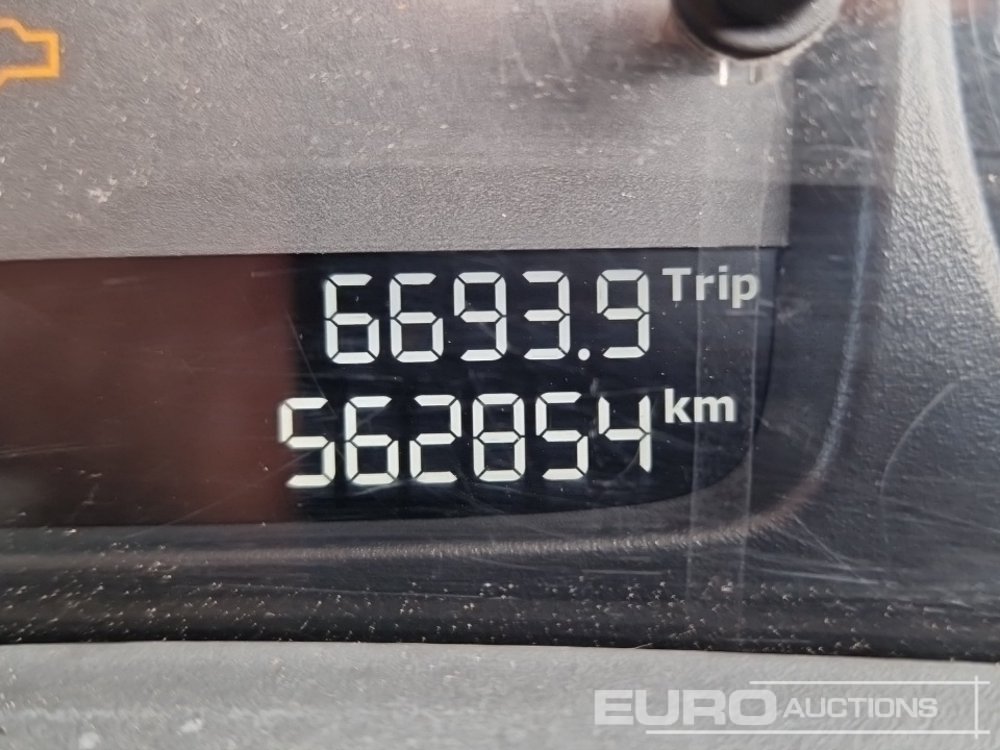 6693.9 Trip
562854 km
EURO AUCTIONS